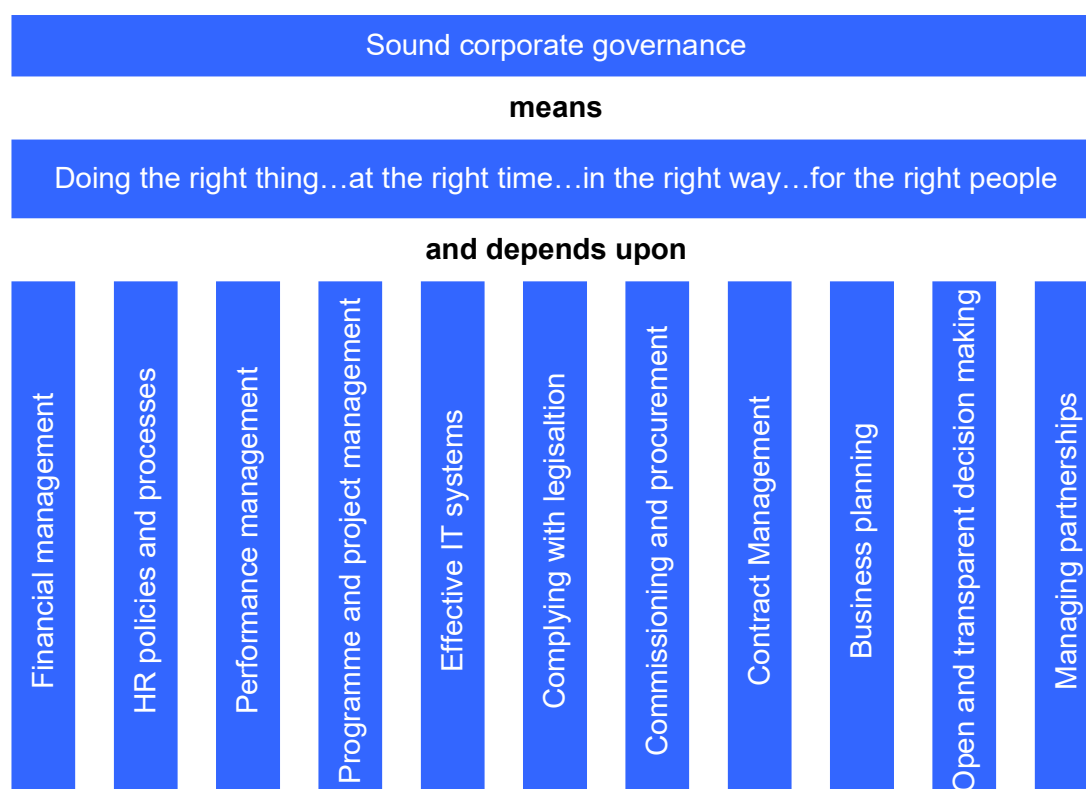 Sound corporate governance
means
Doing the right thing…at the right time…in the right way…for the right people
and depends upon
Financial management
HR policies and processes
Performance management
Programme and project management
Effective IT systems
Complying with legisaltion
Commissioning and procurement
Contract Management
Business planning
Open and transparent decision making
Managing partnerships